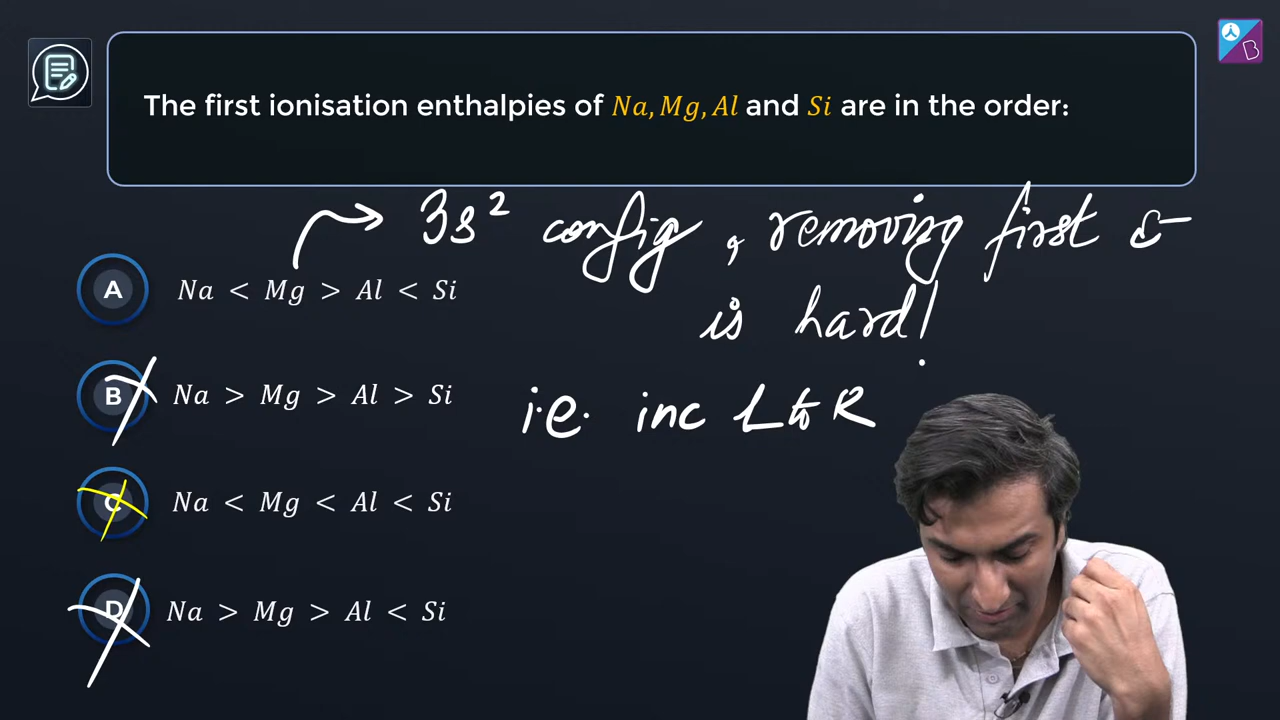 The first ionisation enthalpies of Na, Mg, Al and Si are in the order:
3s² config, removing first e-
is hard!
A Na < Mg > Al < Si
B Na > Mg > Al > Si
i.e. inc L to R
C Na < Mg < Al < Si
D Na > Mg > Al < Si
B